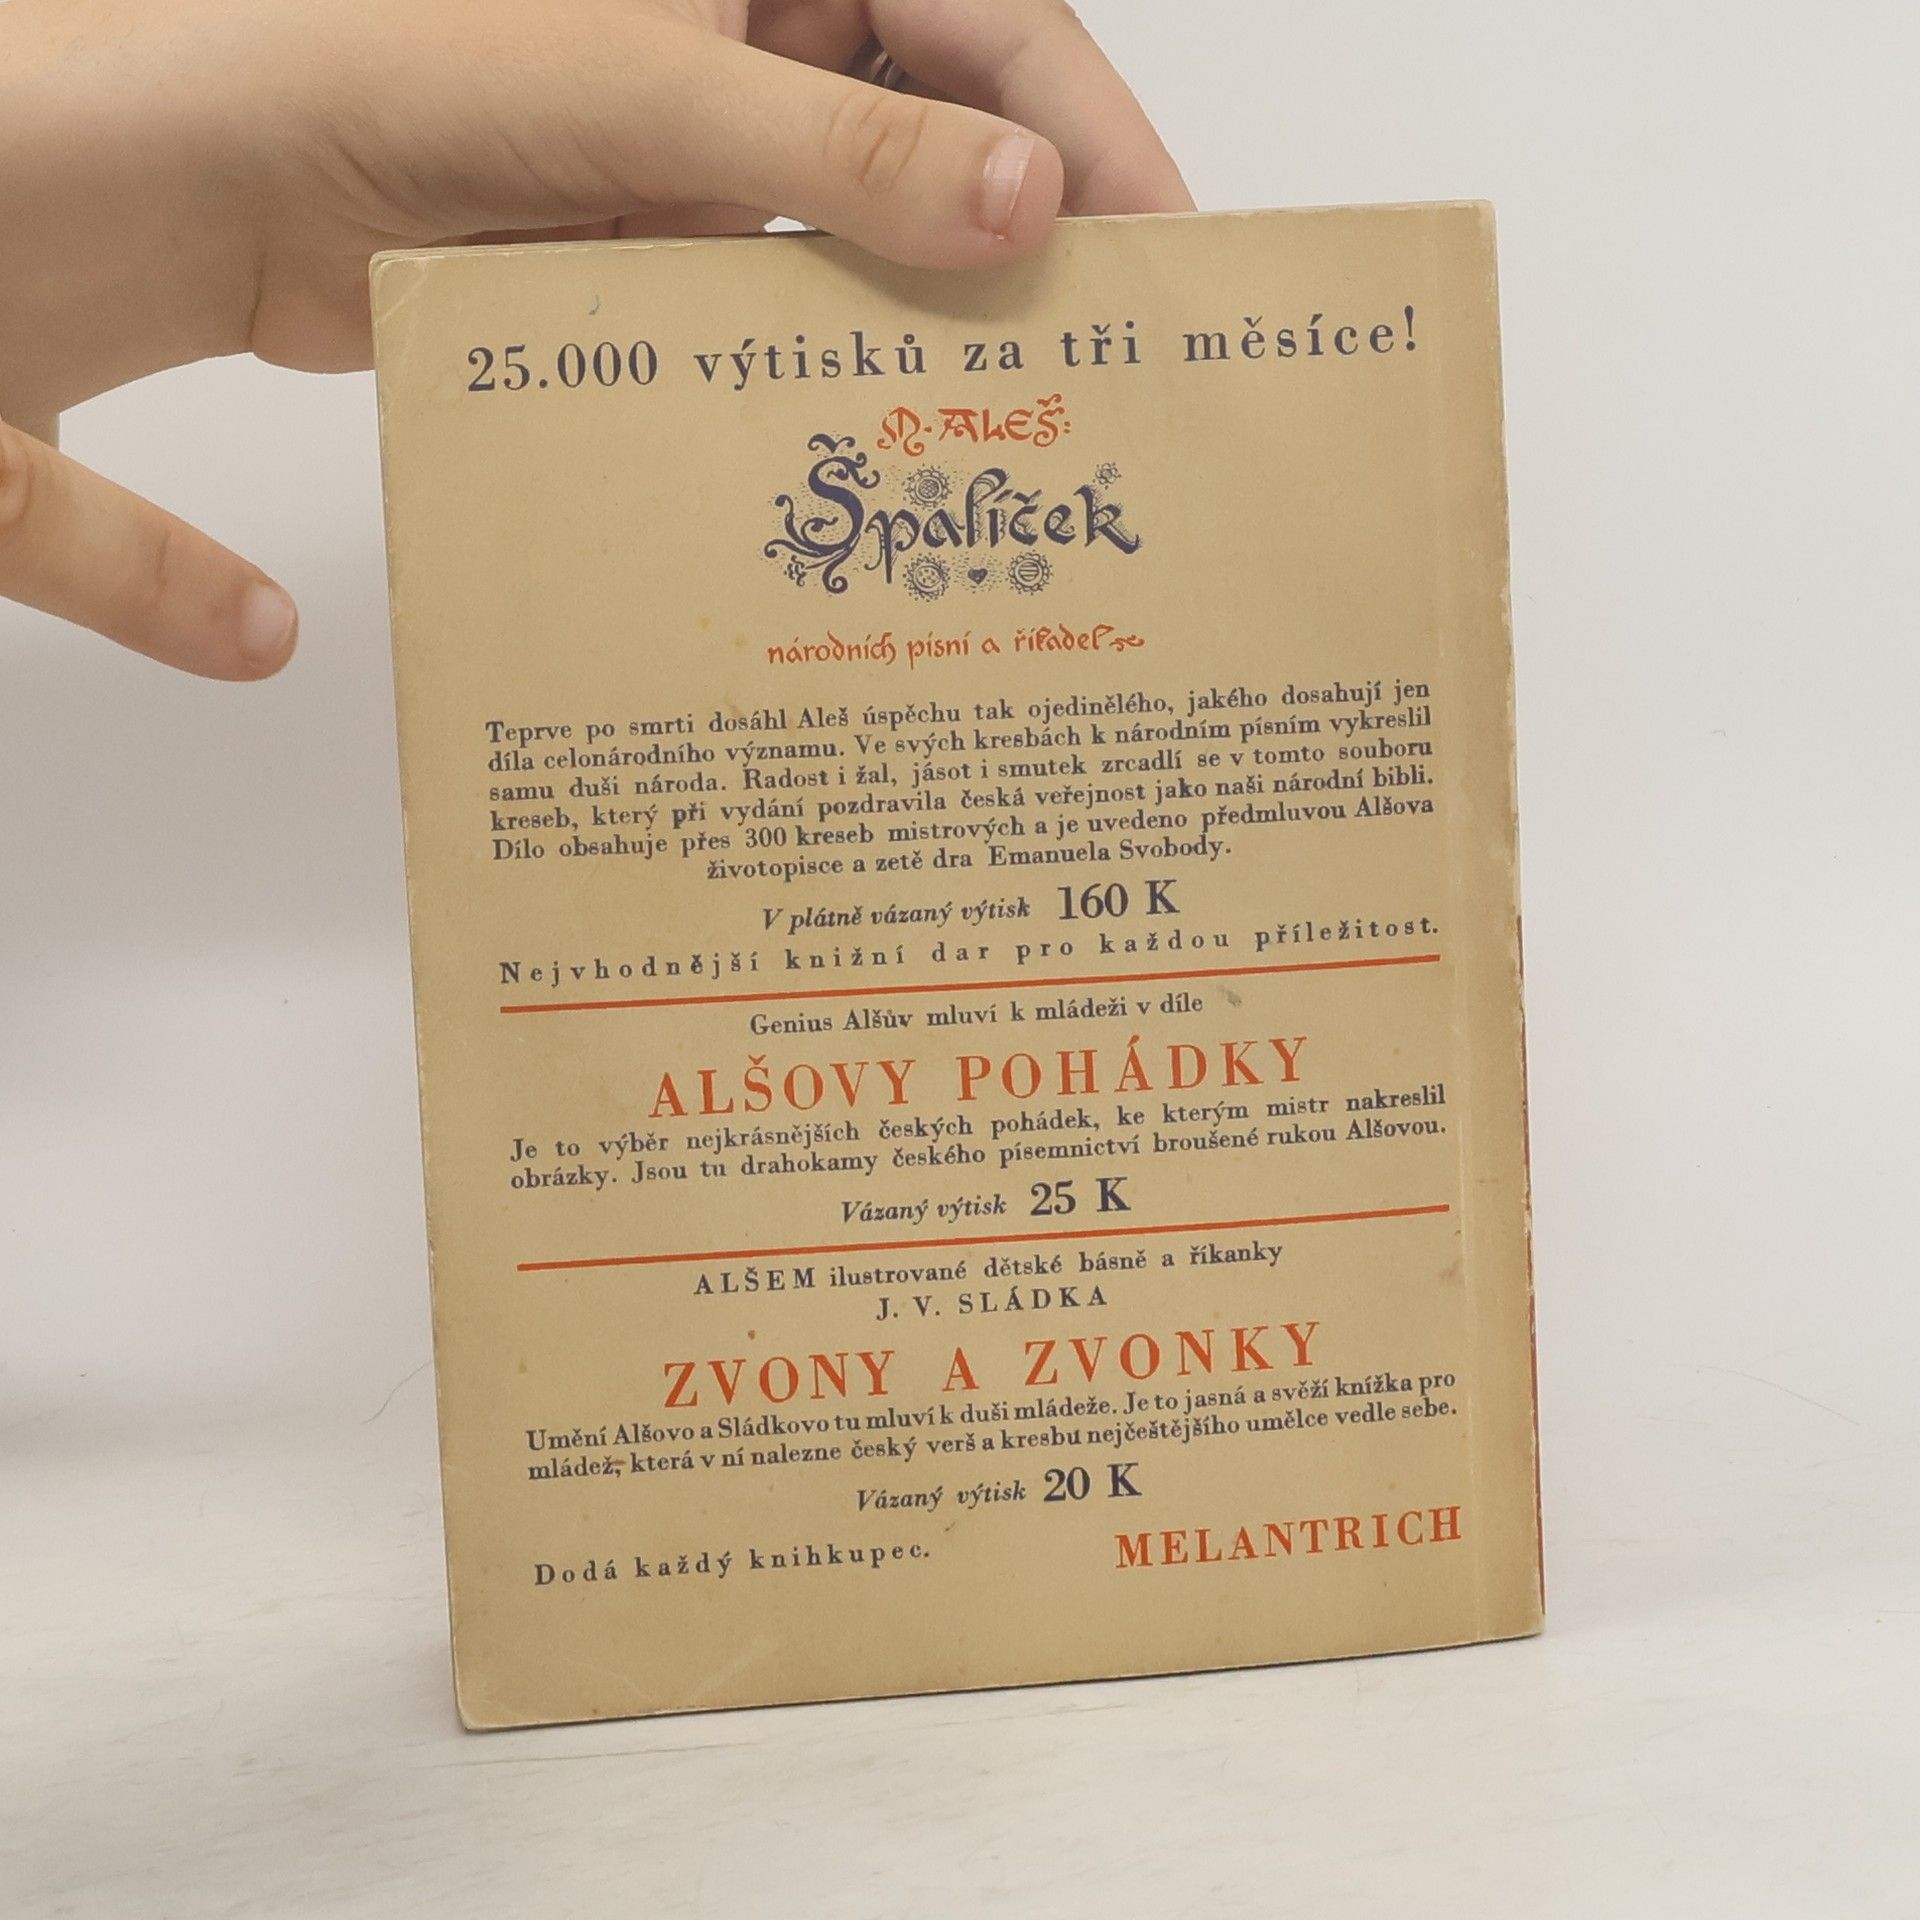 25.000 výtisků za tři měsíce!
M. ALEŠ:
Špalíček
národních písní a říkadel
Teprve po smrti dosáhl Aleš úspěchu tak ojedinělého, jakého dosahují jen
díla celonárodního významu. Ve svých kresbách k národním písním vykreslil
samu duši národa. Radost i žal, jásot i smutek zrcadlí se v tomto souboru
kreseb, který při vydání pozdravila česká veřejnost jako naši národní bibli.
Dílo obsahuje přes 300 kreseb mistrových a je uvedeno předmluvou Alšova
životopisce a zetě dra Emanuela Svobody.
V plátně vázaný výtisk 160 K
Nejvhodnější knižní dar pro každou příležitost.
Genius Alšův mluví k mládeži v díle
ALŠOVY POHÁDKY
Je to výběr nejkrásnějších českých pohádek, ke kterým mistr nakreslil
obrázky. Jsou tu drahokamy českého písemnictví broušené rukou Alšovou.
Vázaný výtisk 25 K
ALŠEM ilustrované dětské básně a říkanky
J. V. SLÁDKA
ZVONY A ZVONKY
Umění Alšovo a Sládkovo tu mluví k duši mládeže. Je to jasná a svěží knížka pro
mládež, která v ní nalezne český verš a kresbu nejčeštějšího umělce vedle sebe.
Vázaný výtisk 20 K
Dodá každý knihkupec.
MELANTRICH